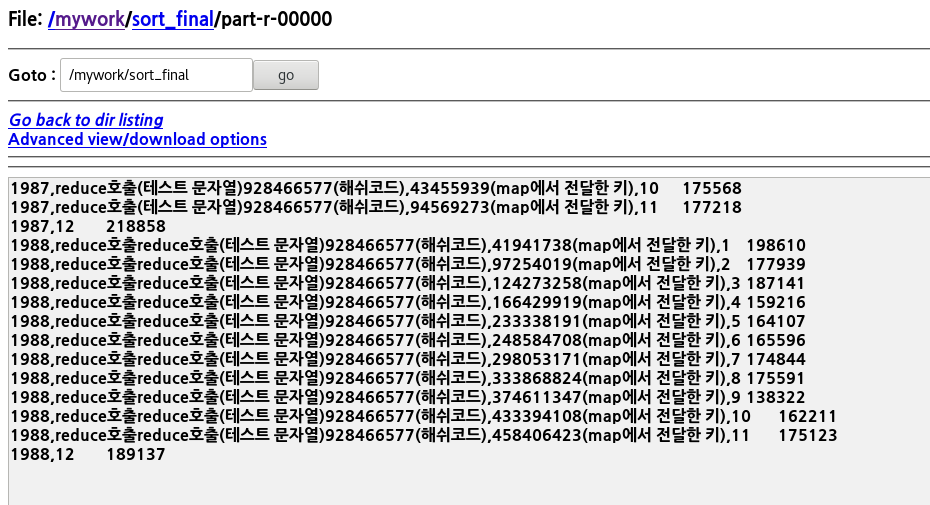 File: /mywork/sort_final/part-r-00000
Goto : /mywork/sort_final go
Go back to dir listing
Advanced view/download options
1987,reduce호출(테스트 문자열)928466577(해쉬코드),43455939(map에서 전달한 키),10 175568
1987,reduce호출(테스트 문자열)928466577(해쉬코드),94569273(map에서 전달한 키),11 177218
1987,12 218858
1988,reduce호출reduce호출(테스트 문자열)928466577(해쉬코드),41941738(map에서 전달한 키),1 198610
1988,reduce호출reduce호출(테스트 문자열)928466577(해쉬코드),97254019(map에서 전달한 키),2 177939
1988,reduce호출reduce호출(테스트 문자열)928466577(해쉬코드),124273258(map에서 전달한 키),3 187141
1988,reduce호출reduce호출(테스트 문자열)928466577(해쉬코드),166429919(map에서 전달한 키),4 159216
1988,reduce호출reduce호출(테스트 문자열)928466577(해쉬코드),233338191(map에서 전달한 키),5 164107
1988,reduce호출reduce호출(테스트 문자열)928466577(해쉬코드),248584708(map에서 전달한 키),6 165596
1988,reduce호출reduce호출(테스트 문자열)928466577(해쉬코드),298053171(map에서 전달한 키),7 174844
1988,reduce호출reduce호출(테스트 문자열)928466577(해쉬코드),333868824(map에서 전달한 키),8 175591
1988,reduce호출reduce호출(테스트 문자열)928466577(해쉬코드),374611347(map에서 전달한 키),9 138322
1988,reduce호출reduce호출(테스트 문자열)928466577(해쉬코드),433394108(map에서 전달한 키),10 162211
1988,reduce호출reduce호출(테스트 문자열)928466577(해쉬코드),458406423(map에서 전달한 키),11 175123
1988,12 189137